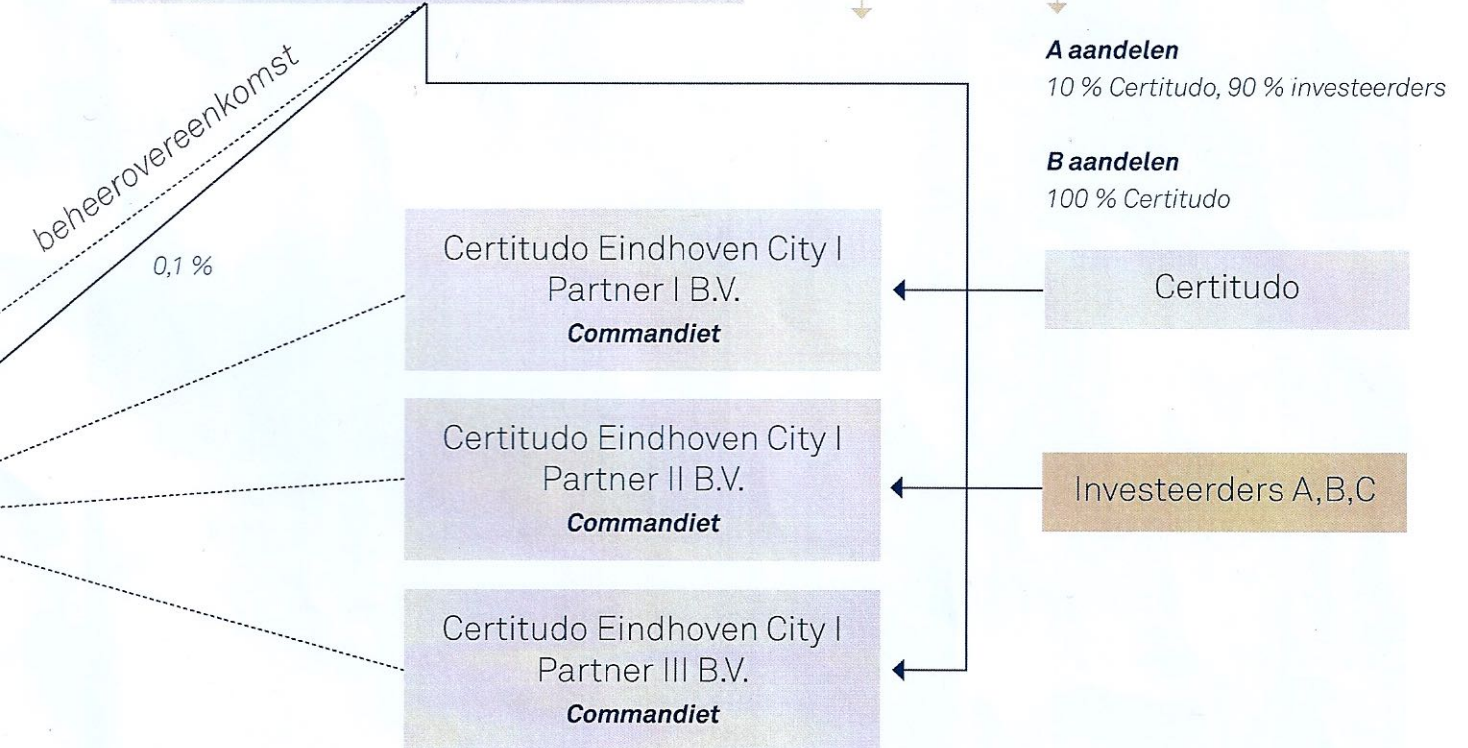 beheerovereenkomst
0,1 %
A aandelen
10 % Certitudo, 90 % investeerders
B aandelen
100 % Certitudo
Certitudo Eindhoven City I
Partner I B.V.
Commandiet
Certitudo
Certitudo Eindhoven City I
Partner II B.V.
Commandiet
Investeerders A,B,C
Certitudo Eindhoven City I
Partner III B.V.
Commandiet